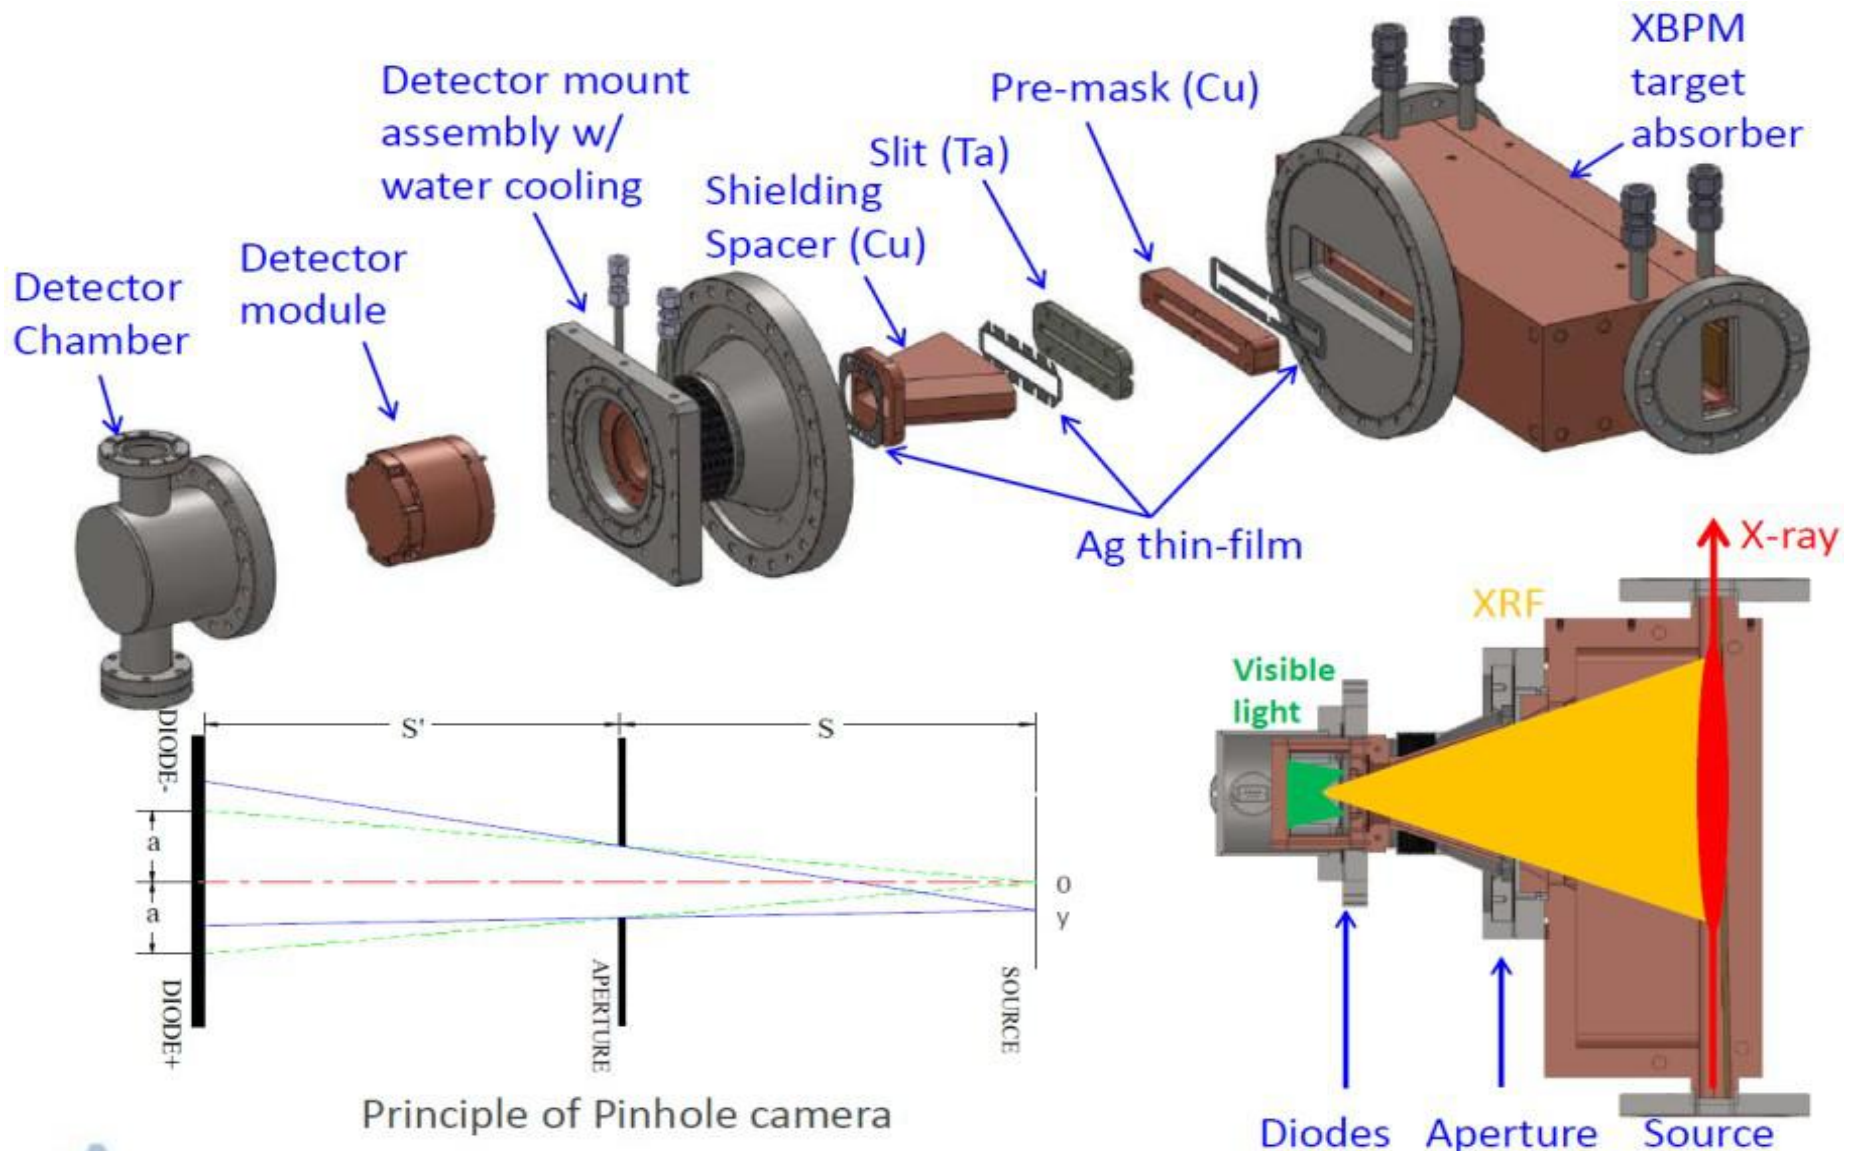 XBPM
target
absorber
Pre-mask (Cu)
Detector mount
assembly w/
water cooling
Slit (Ta)
Shielding
Spacer (Cu)
Detector
module
Detector
Chamber
Ag thin-film
X-ray
XRF
Visible
light
DIODE-
S'
S
a
a
O
y
DIODE+
APERTURE
SOURCE
Principle of Pinhole camera
Diodes
Aperture
Source